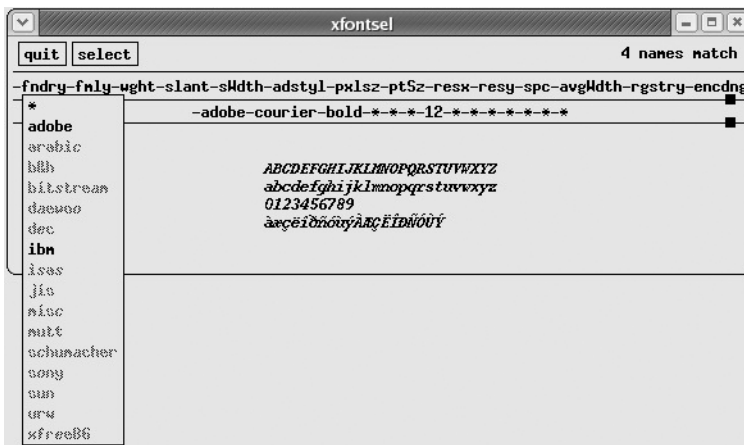 xfontsel
quit select 4 names match
-fndry-fmly-wght-slant-sWdth-adstyl-pxlsz-ptSz-resx-resy-spc-avgWdth-rgstry-encdng
-adobe-courier-bold-*-*-*-12-*-*-*-*-*-*-*
*
adobe
arabic
b&h
bitstream
daewoo
dec
ibm
isas
jis
misc
mutt
schumacher
sony
sun
urw
xfree86
ABCDEFGHIJKLMNOPQRSTUVWXYZ
abcdefghijklmnopqrstuvwxyz
0123456789
àæçëîðñóùýÀÆÇËÎÐÑÓÙÝ